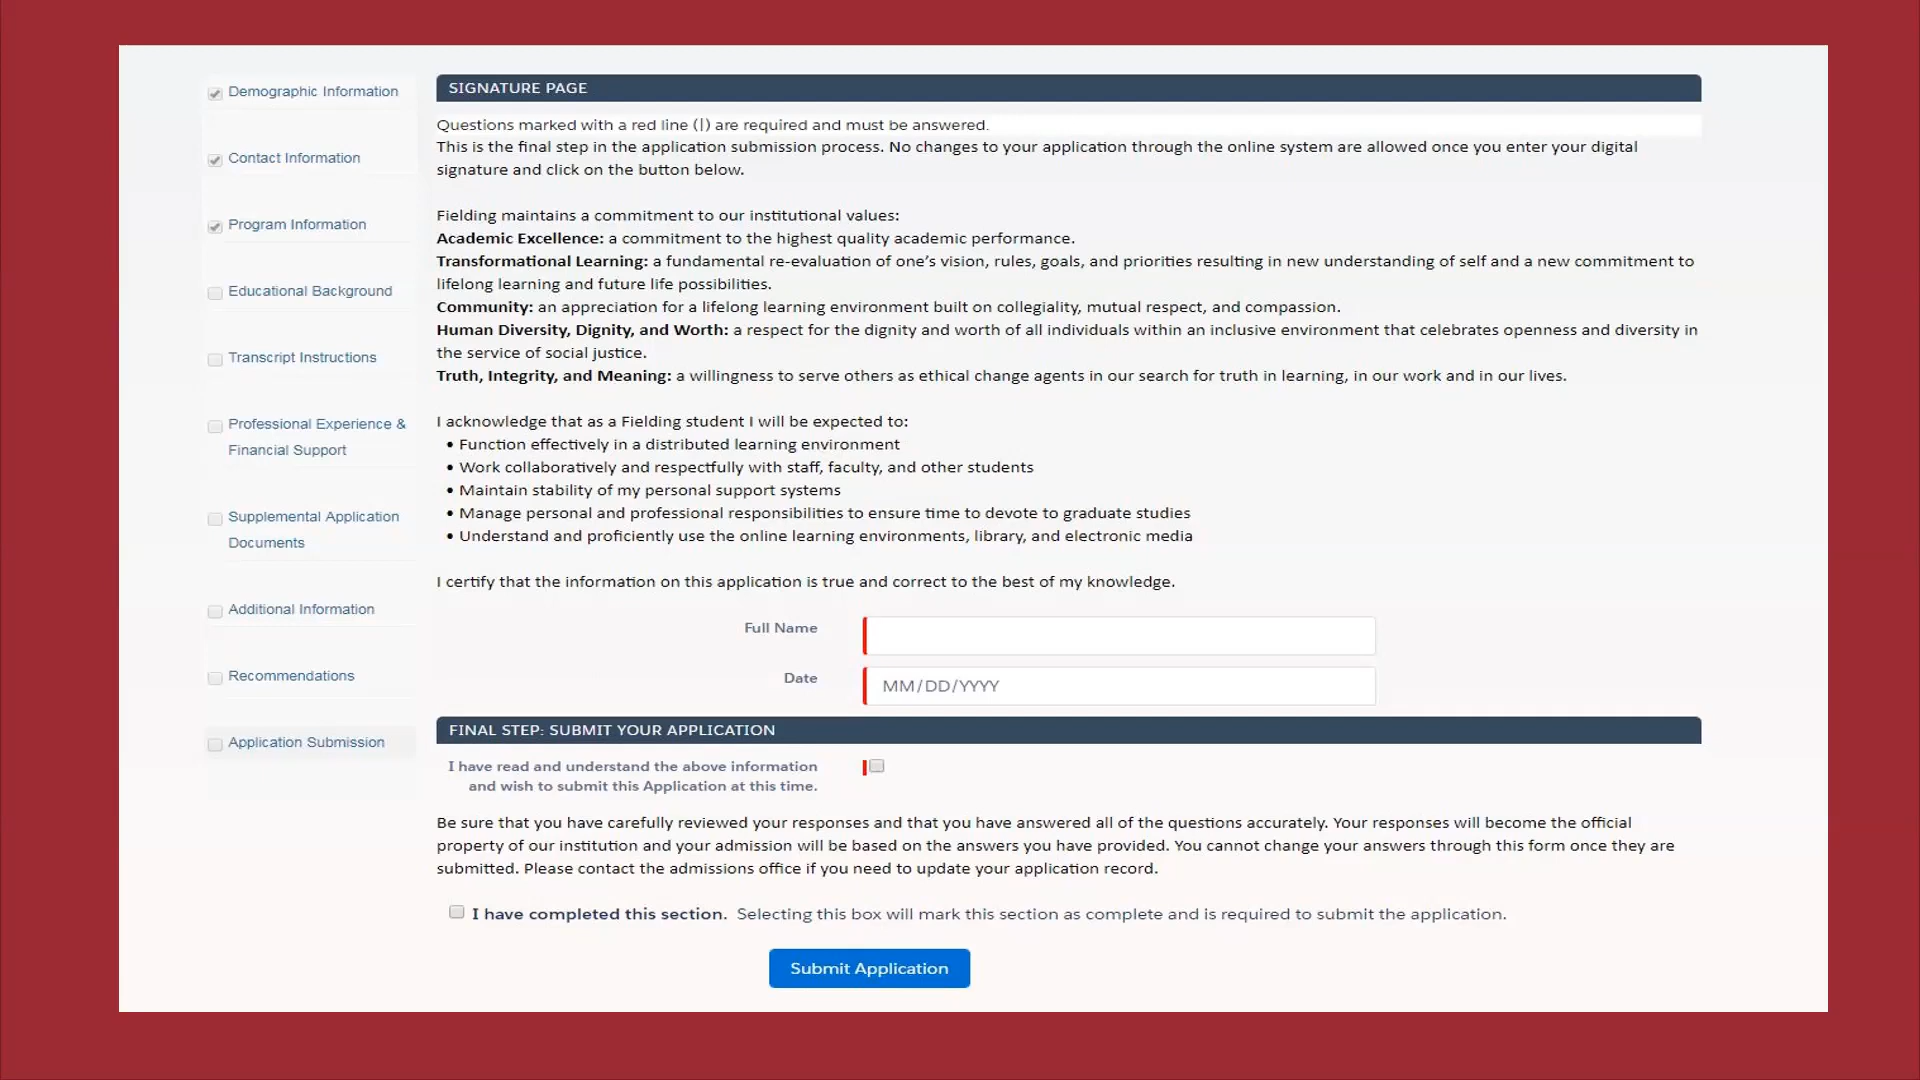 Demographic Information
Contact Information
Program Information
Educational Background
Transcript Instructions
Professional Experience &
Financial Support
Supplemental Application
Documents
Additional Information
Recommendations
Application Submission
SIGNATURE PAGE
Questions marked with a red line (|) are required and must be answered.
This is the final step in the application submission process. No changes to your application through the online system are allowed once you enter your digital
signature and click on the button below.
Fielding maintains a commitment to our institutional values:
Academic Excellence: a commitment to the highest quality academic performance.
Transformational Learning: a fundamental re-evaluation of one’s vision, rules, goals, and priorities resulting in new understanding of self and a new commitment to
lifelong learning and future life possibilities.
Community: an appreciation for a lifelong learning environment built on collegiality, mutual respect, and compassion.
Human Diversity, Dignity, and Worth: a respect for the dignity and worth of all individuals within an inclusive environment that celebrates openness and diversity in
the service of social justice.
Truth, Integrity, and Meaning: a willingness to serve others as ethical change agents in our search for truth in learning, in our work and in our lives.
I acknowledge that as a Fielding student I will be expected to:
• Function effectively in a distributed learning environment
• Work collaboratively and respectfully with staff, faculty, and other students
• Maintain stability of my personal support systems
• Manage personal and professional responsibilities to ensure time to devote to graduate studies
• Understand and proficiently use the online learning environments, library, and electronic media
I certify that the information on this application is true and correct to the best of my knowledge.
Full Name
Date
MM/DD/YYYY
FINAL STEP: SUBMIT YOUR APPLICATION
I have read and understand the above information
and wish to submit this Application at this time.
Be sure that you have carefully reviewed your responses and that you have answered all of the questions accurately. Your responses will become the official
property of our institution and your admission will be based on the answers you have provided. You cannot change your answers through this form once they are
submitted. Please contact the admissions office if you need to update your application record.
I have completed this section. Selecting this box will mark this section as complete and is required to submit the application.
Submit Application